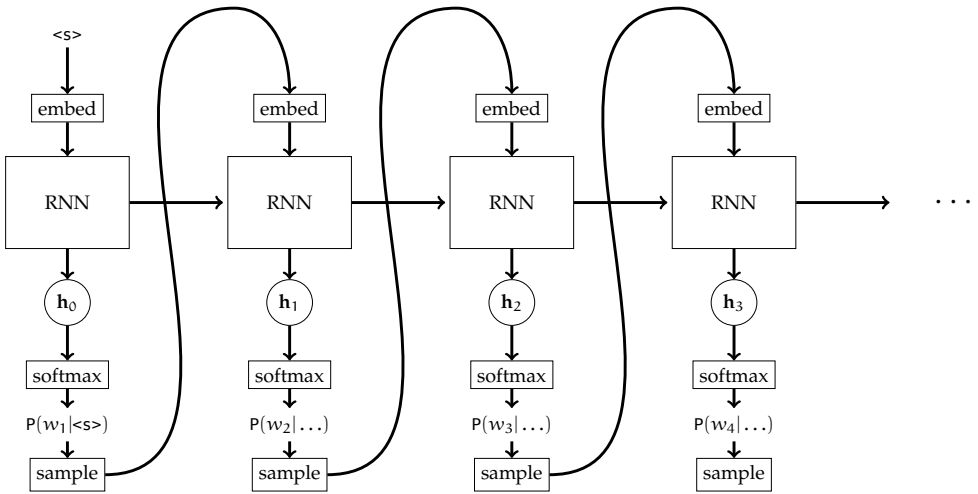 <s>
embed embed embed embed
RNN RNN RNN RNN ...
h₀ h₁ h₂ h₃
softmax softmax softmax softmax
P(w₁|<s>) P(w₂|...) P(w₃|...) P(w₄|...)
sample sample sample sample